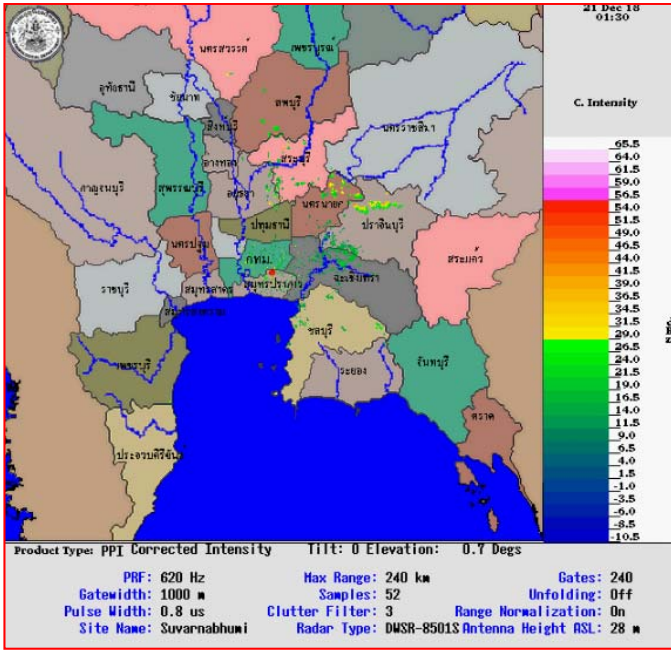 21 Dec 18
01:30
นครสวรรค์
เพชรบูรณ์
อุทัยธานี
ชัยนาท
ลพบุรี
สิงห์บุรี
นครราชสีมา
อ่างทอง
สระบุรี
กาญจนบุรี
สุพรรณบุรี
อยุธยา
นครนายก
ปราจีนบุรี
ปทุมธานี
นครปฐม
สระแก้ว
กทม.
ราชบุรี
สมุทรสาคร
สมุทรปราการ
ฉะเชิงเทรา
ชลบุรี
เพชรบุรี
ระยอง
จันทบุรี
ตราด
ประจวบคีรีขันธ์
C. Intensity
65.5
64.0
61.5
59.0
56.5
54.0
51.5
49.0
46.5
44.0
41.5
39.0
36.5
34.0
31.5
29.0
26.5
24.0
21.5
19.0
16.5
14.0
11.5
9.0
6.5
4.0
1.5
-1.0
-3.5
-6.0
-8.5
-10.5
Product Type: PPI Corrected Intensity Tilt: 0 Elevation: 0.7 Degs
PRF: 620 Hz Max Range: 240 km Gates: 240
Gatewidth: 1000 m Samples: 52 Unfolding: Off
Pulse Width: 0.8 us Clutter Filter: 3 Range Normalization: On
Site Name: Suvarnabhumi Radar Type: DWSR-8501S Antenna Height ASL: 28 m